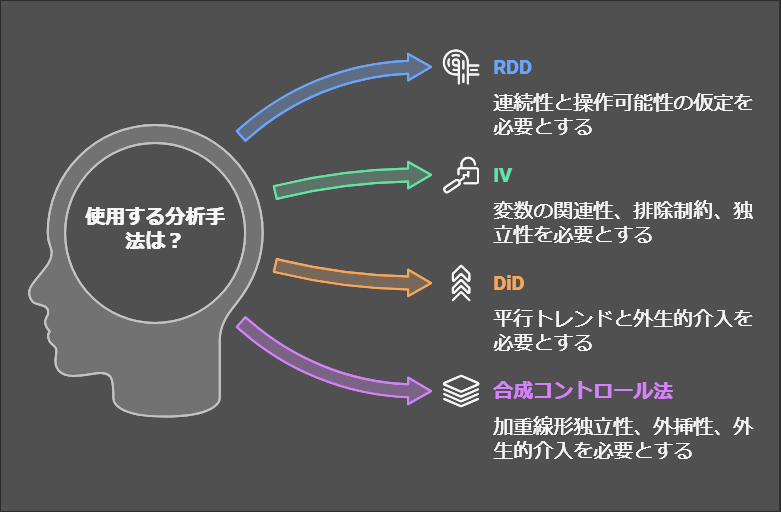 使用する分析手
法は？
RDD
連続性と操作可能性の仮定を
必要とする
IV
変数の関連性、排除制約、独
立性を必要とする
DiD
平行トレンドと外生的介入を
必要とする
合成コントロール法
加重線形独立性、外挿性、外
生的介入を必要とする